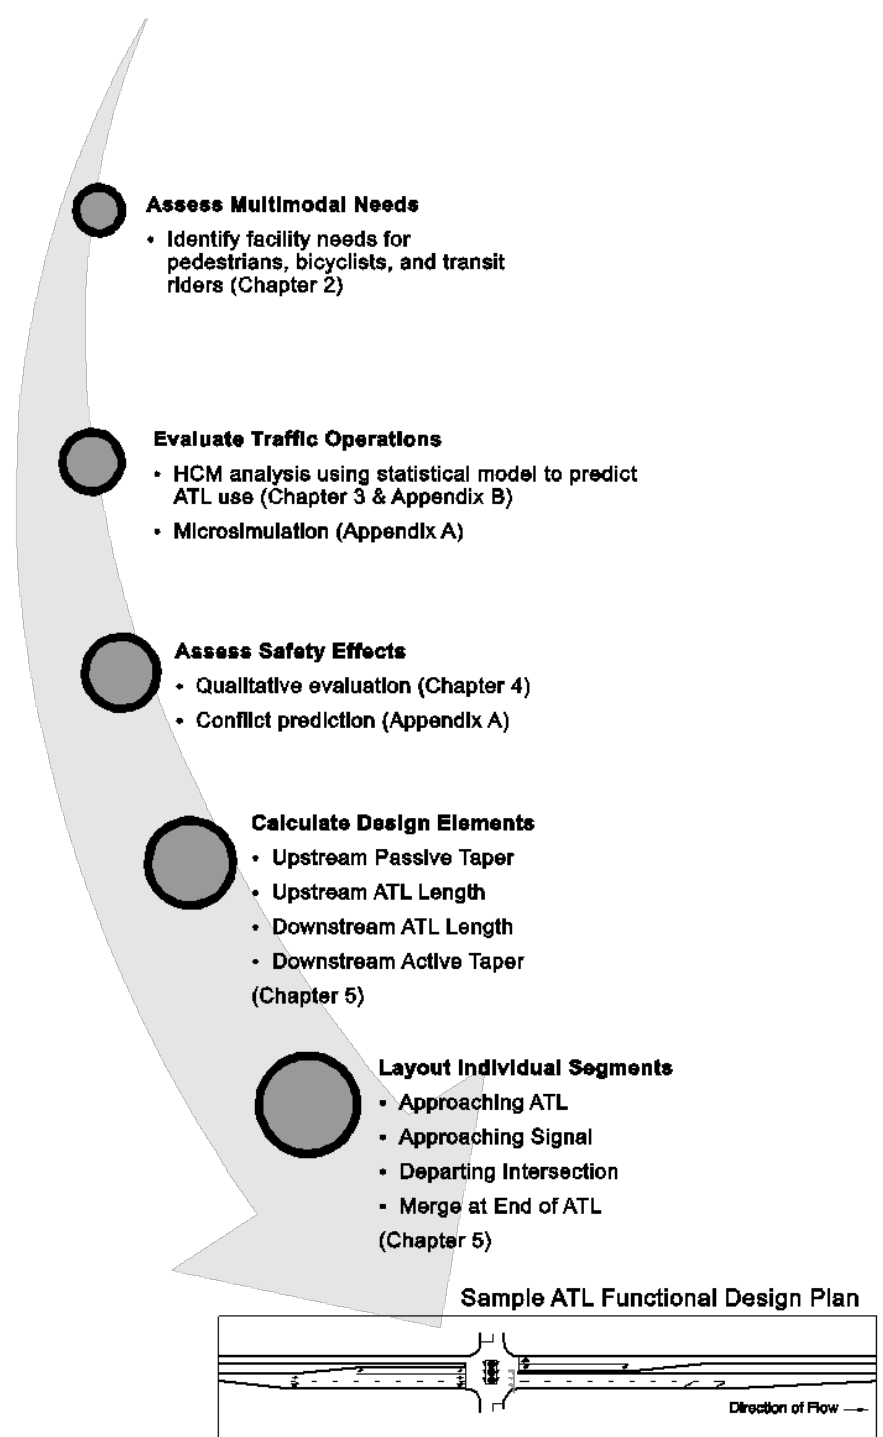 Assess Multimodal Needs
• Identify facility needs for
pedestrians, bicyclists, and transit
riders (Chapter 2)
Evaluate Traffic Operations
• HCM analysis using statistical model to predict
ATL use (Chapter 3 & Appendix B)
• Microsimulation (Appendix A)
Assess Safety Effects
• Qualitative evaluation (Chapter 4)
• Conflict prediction (Appendix A)
Calculate Design Elements
• Upstream Passive Taper
• Upstream ATL Length
• Downstream ATL Length
• Downstream Active Taper
(Chapter 5)
Layout Individual Segments
• Approaching ATL
• Approaching Signal
• Departing Intersection
• Merge at End of ATL
(Chapter 5)
Sample ATL Functional Design Plan
Direction of Flow